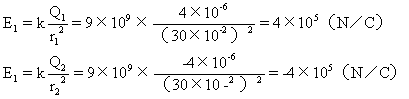 E₁ = k Q₁/r₁² = 9×10⁹ × 4×10⁻⁶/（30×10⁻²）² = 4×10⁵（N／C）
E₁ = k Q₂/r₂² = 9×10⁹ × -4×10⁻⁶/（30×10 -²）² = -4×10⁵（N／C）